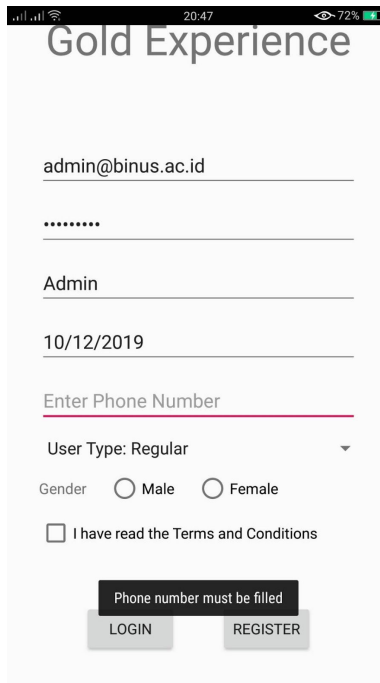 20:47
72%
Gold Experience
admin@binus.ac.id
•••••••••
Admin
10/12/2019
Enter Phone Number
User Type: Regular
Gender Male Female
I have read the Terms and Conditions
Phone number must be filled
LOGIN REGISTER